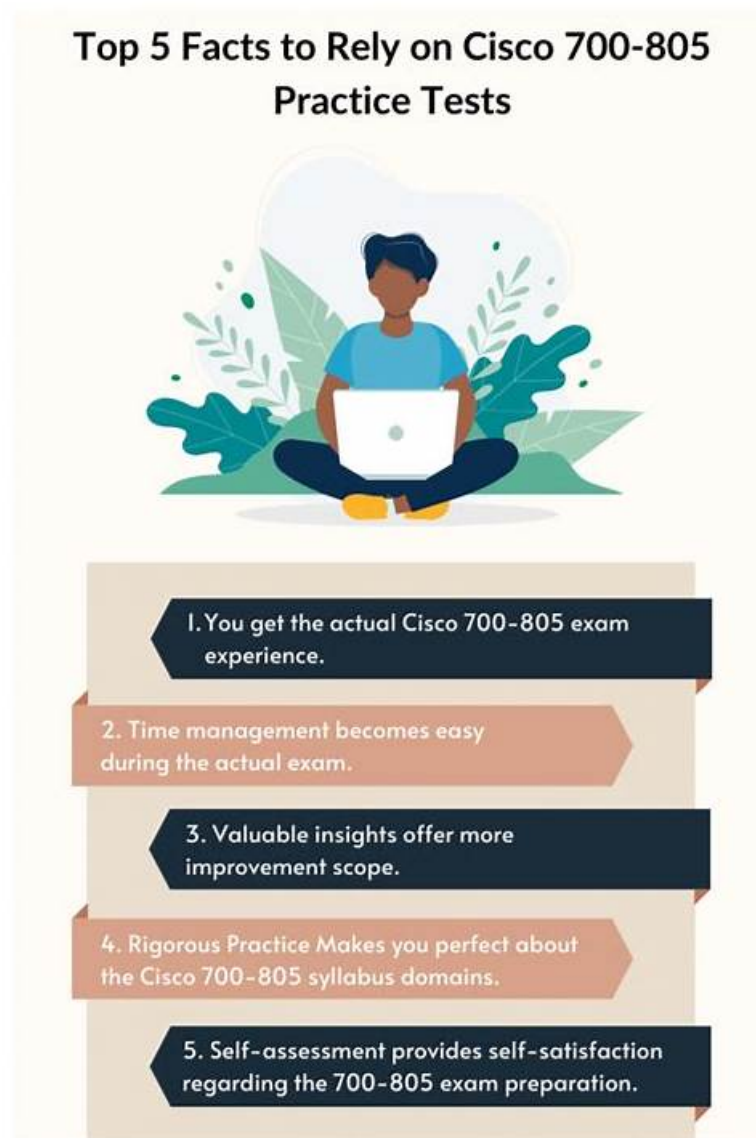 Top 5 Facts to Rely on Cisco 700-805
Practice Tests
1. You get the actual Cisco 700-805 exam
experience.
2. Time management becomes easy
during the actual exam.
3. Valuable insights offer more
improvement scope.
4. Rigorous Practice Makes you perfect about
the Cisco 700-805 syllabus domains.
5. Self-assessment provides self-satisfaction
regarding the 700-805 exam preparation.